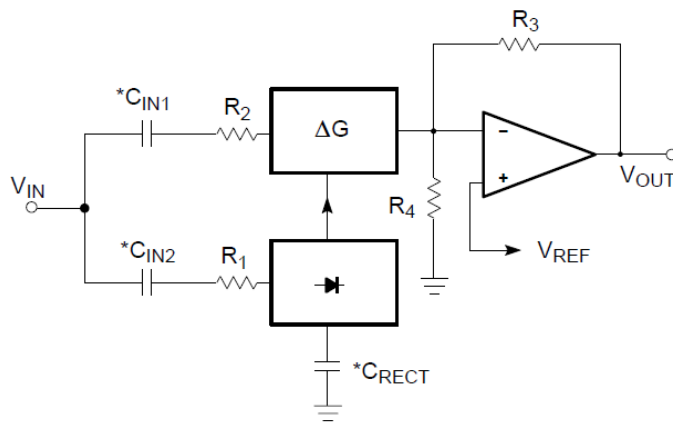 R3
*CIN1
R2
ΔG
−
+
VIN
R4
VOUT
*CIN2
R1
VREF
*CRECT